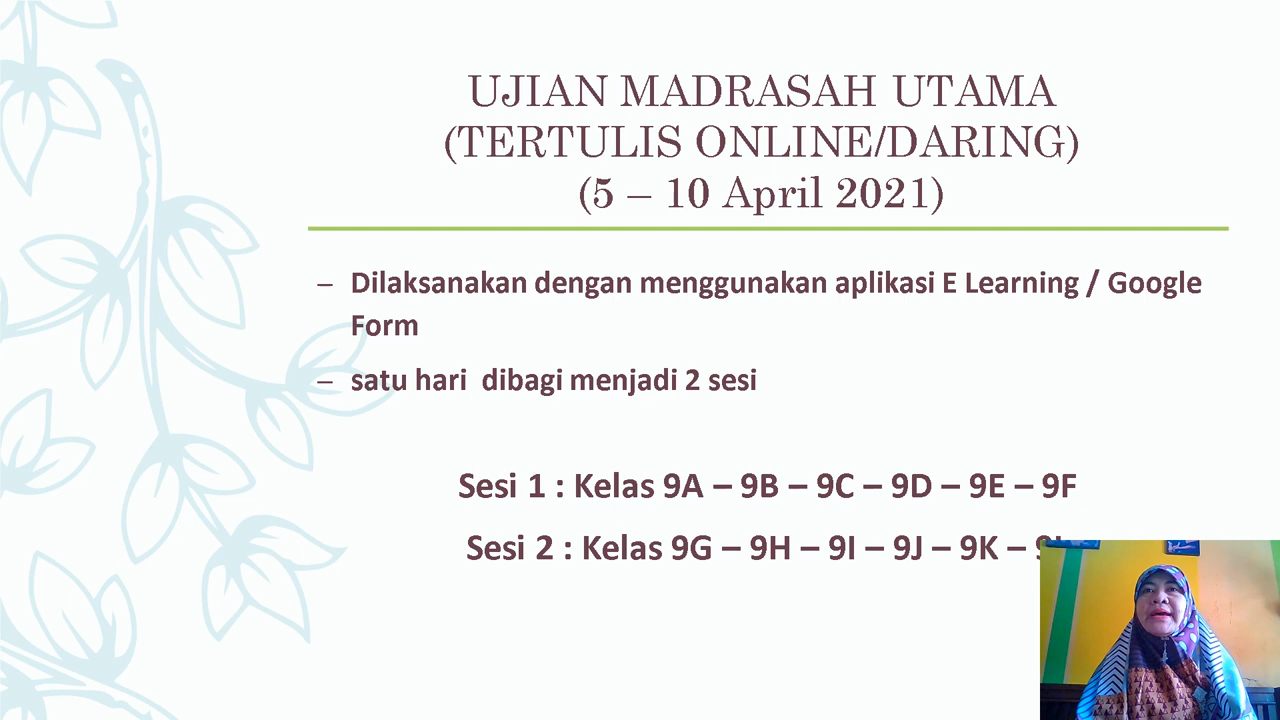 UJIAN MADRASAH UTAMA
(TERTULIS ONLINE/DARING)
(5 – 10 April 2021)
– Dilaksanakan dengan menggunakan aplikasi E Learning / Google
Form
– satu hari dibagi menjadi 2 sesi
Sesi 1 : Kelas 9A – 9B – 9C – 9D – 9E – 9F
Sesi 2 : Kelas 9G – 9H – 9I – 9J – 9K –